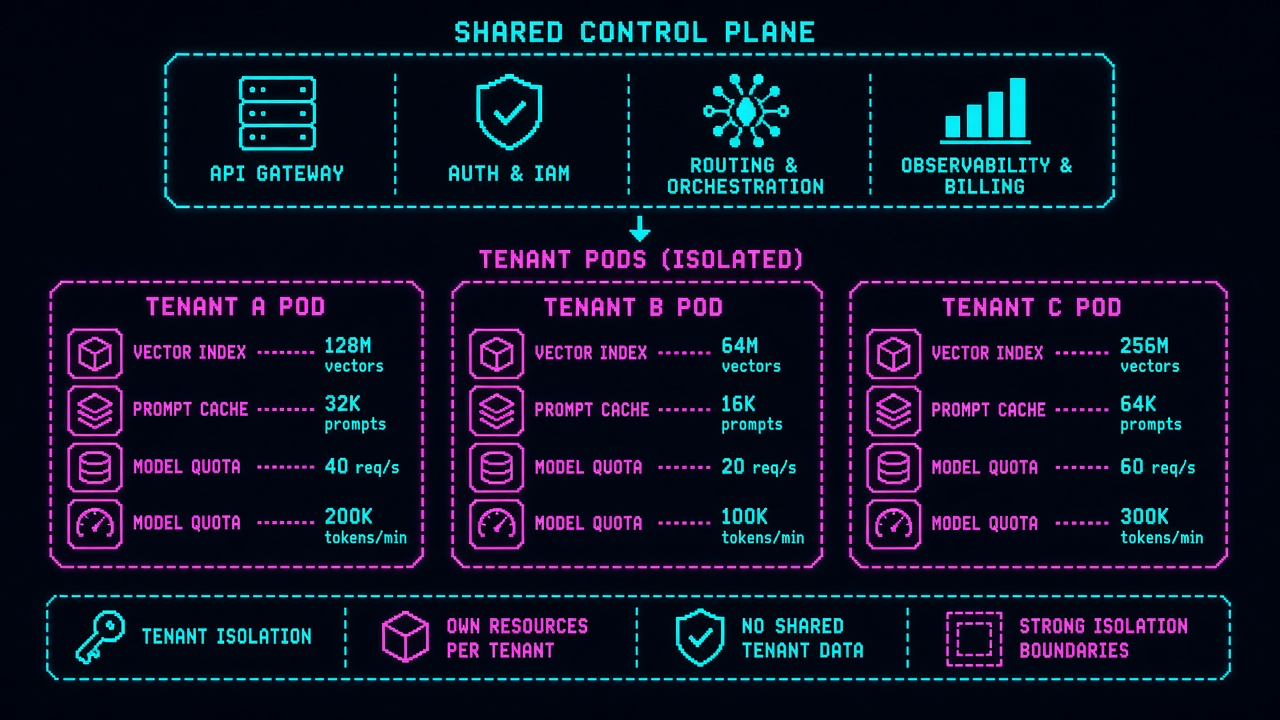 SHARED CONTROL PLANE
API GATEWAY
AUTH & IAM
ROUTING &
ORCHESTRATION
OBSERVABILITY &
BILLING
TENANT PODS (ISOLATED)
TENANT A POD
VECTOR INDEX 128M
vectors
PROMPT CACHE 32K
prompts
MODEL QUOTA 40 req/s
MODEL QUOTA 200K
tokens/min
TENANT B POD
VECTOR INDEX 64M
vectors
PROMPT CACHE 16K
prompts
MODEL QUOTA 20 req/s
MODEL QUOTA 100K
tokens/min
TENANT C POD
VECTOR INDEX 256M
vectors
PROMPT CACHE 64K
prompts
MODEL QUOTA 60 req/s
MODEL QUOTA 300K
tokens/min
TENANT ISOLATION
OWN RESOURCES
PER TENANT
NO SHARED
TENANT DATA
STRONG ISOLATION
BOUNDARIES